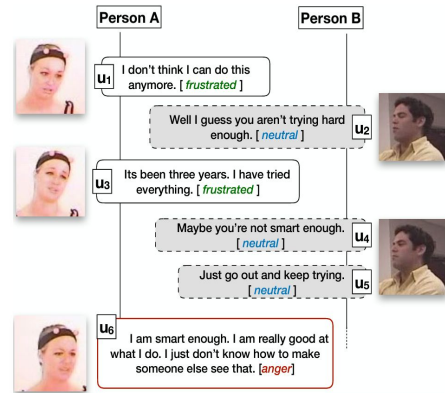 Person A
Person B
u1
I don't think I can do this
anymore. [ frustrated ]
Well I guess you aren't trying hard
enough. [ neutral ]
u2
u3
Its been three years. I have tried
everything. [ frustrated ]
Maybe you're not smart enough.
[ neutral ]
u4
Just go out and keep trying.
[ neutral ]
u5
u6
I am smart enough. I am really good at
what I do. I just don't know how to make
someone else see that. [anger]